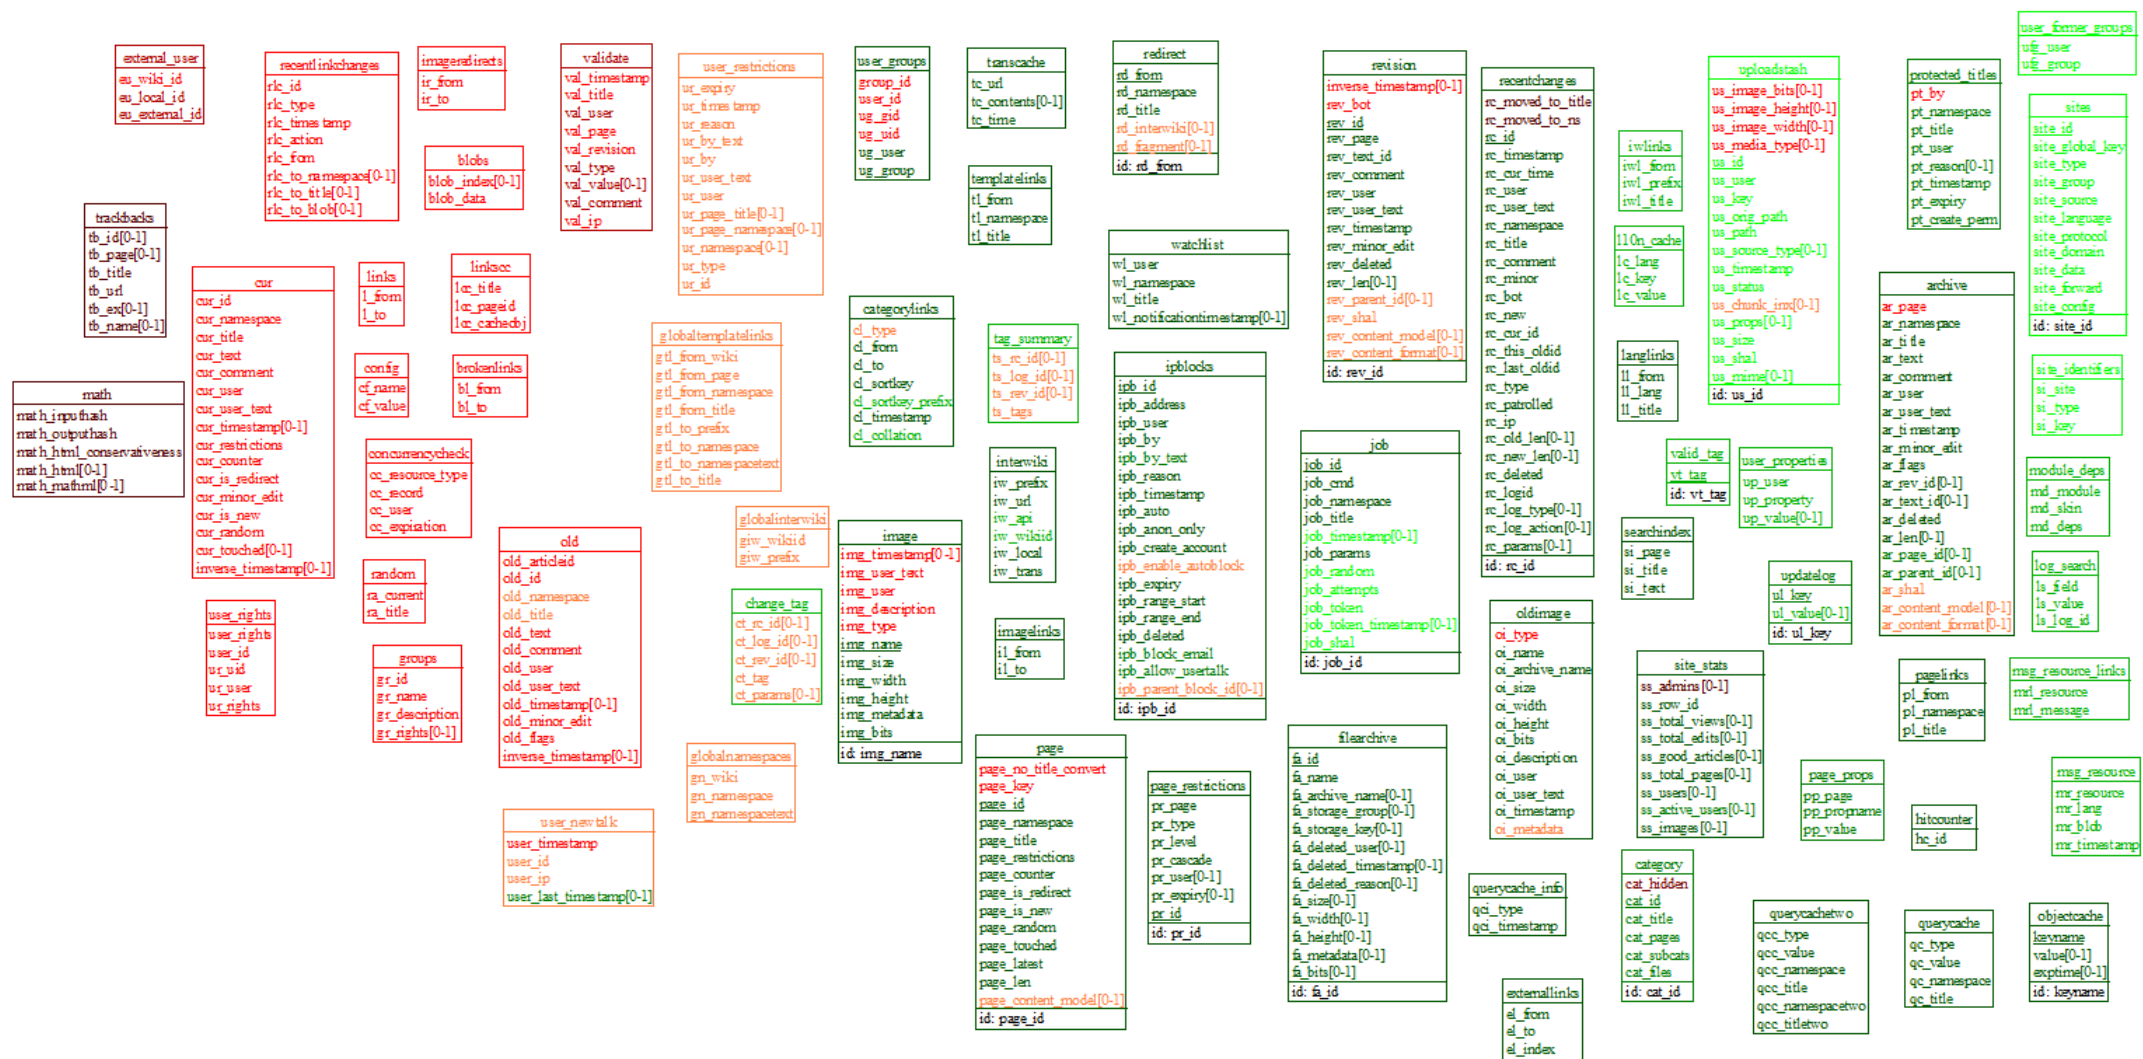 external_user
eu_wiki_id
eu_local_id
eu_external_id
recentlinkchanges
rlc_id
rlc_type
rlc_timestamp
rlc_action
rlc_from
rlc_to_namespace[0-1]
rlc_to_title[0-1]
rlc_to_blob[0-1]
imageredirects
ir_from
ir_to
blobs
blob_index[0-1]
blob_data
validate
val_timestamp
val_title
val_user
val_page
val_revision
val_type
val_value[0-1]
val_comment
val_ip
user_restrictions
ur_expiry
ur_timestamp
ur_reason
ur_by_text
ur_by
ur_user_text
ur_user
ur_page_title[0-1]
ur_page_namespace[0-1]
ur_namespace[0-1]
ur_type
ur_id
user_groups
group_id
user_id
ug_gid
ug_uid
ug_user
ug_group
transcache
tc_url
tc_contents[0-1]
tc_time
templatelinks
tl_from
tl_namespace
tl_title
redirect
rd_from
rd_namespace
rd_title
rd_interwiki[0-1]
rd_fragment[0-1]
id: rd_from
watchlist
wl_user
wl_namespace
wl_title
wl_notificationtimestamp[0-1]
revision
inverse_timestamp[0-1]
rev_bot
rev_id
rev_page
rev_text_id
rev_comment
rev_user
rev_user_text
rev_timestamp
rev_minor_edit
rev_deleted
rev_len[0-1]
rev_parent_id[0-1]
rev_sha1
rev_content_model[0-1]
rev_content_format[0-1]
id: rev_id
recentchanges
rc_moved_to_title
rc_moved_to_ns
rc_id
rc_timestamp
rc_cur_time
rc_user
rc_user_text
rc_namespace
rc_title
rc_comment
rc_minor
rc_bot
rc_new
rc_cur_id
rc_this_oldid
rc_last_oldid
rc_type
rc_patrolled
rc_ip
rc_old_len[0-1]
rc_new_len[0-1]
rc_deleted
rc_logid
rc_log_type[0-1]
rc_log_action[0-1]
rc_params[0-1]
id: rc_id
iwlinks
iwl_from
iwl_prefix
iwl_title
l10n_cache
lc_lang
lc_key
lc_value
langlinks
ll_from
ll_lang
ll_title
uploadstash
us_image_bits[0-1]
us_image_height[0-1]
us_image_width[0-1]
us_media_type[0-1]
us_id
us_user
us_key
us_orig_path
us_path
us_source_type[0-1]
us_timestamp
us_status
us_chunk_inx[0-1]
us_props[0-1]
us_size
us_sha1
us_mime[0-1]
id: us_id
protected_titles
pt_by
pt_namespace
pt_title
pt_user
pt_reason[0-1]
pt_timestamp
pt_expiry
pt_create_perm
user_former_groups
ufg_user
ufg_group
sites
site_id
site_global_key
site_type
site_group
site_source
site_language
site_protocol
site_domain
site_data
site_forward
site_config
id: site_id
trackbacks
tb_id[0-1]
tb_page[0-1]
tb_title
tb_url
tb_ex[0-1]
tb_name[0-1]
math
math_inputhash
math_outputhash
math_html_conservativeness
math_html[0-1]
math_mathml[0-1]
cur
cur_id
cur_namespace
cur_title
cur_text
cur_comment
cur_user
cur_user_text
cur_timestamp[0-1]
cur_restrictions
cur_counter
cur_is_redirect
cur_minor_edit
cur_is_new
cur_random
cur_touched[0-1]
inverse_timestamp[0-1]
user_rights
user_rights
user_id
ur_uid
ur_user
ur_rights
links
l_from
l_to
linkscc
lcc_title
lcc_pageid
lcc_cacheobj
config
cf_name
cf_value
brokenlinks
bl_from
bl_to
concurrencycheck
cc_resource_type
cc_record
cc_user
cc_expiration
random
ra_current
ra_title
groups
gr_id
gr_name
gr_description
gr_rights[0-1]
old
old_articleid
old_id
old_namespace
old_title
old_text
old_comment
old_user
old_user_text
old_timestamp[0-1]
old_minor_edit
old_flags
inverse_timestamp[0-1]
user_newtalk
user_timestamp
user_id
user_ip
user_last_timestamp[0-1]
globaltemplatelinks
gtl_from_wiki
gtl_from_page
gtl_from_namespace
gtl_from_title
gtl_to_prefix
gtl_to_namespace
gtl_to_namespacetext
gtl_to_title
globalinterwiki
giw_wikiid
giw_prefix
change_tag
ct_rc_id[0-1]
ct_log_id[0-1]
ct_rev_id[0-1]
ct_tag
ct_params[0-1]
globalnamespaces
gn_wiki
gn_namespace
gn_namespacetext
categorylinks
cl_type
cl_from
cl_to
cl_sortkey
cl_sortkey_prefix
cl_timestamp
cl_collation
tag_summary
ts_rc_id[0-1]
ts_log_id[0-1]
ts_rev_id[0-1]
ts_tags
interwiki
iw_prefix
iw_url
iw_api
iw_wikiid
iw_local
iw_trans
image
img_timestamp[0-1]
img_user_text
img_user
img_description
img_type
img_name
img_size
img_width
img_height
img_metadata
img_bits
id: img_name
imagelinks
il_from
il_to
ipblocks
ipb_id
ipb_address
ipb_user
ipb_by
ipb_by_text
ipb_reason
ipb_timestamp
ipb_auto
ipb_anon_only
ipb_create_account
ipb_enable_autoblock
ipb_expiry
ipb_range_start
ipb_range_end
ipb_deleted
ipb_block_email
ipb_allow_usertalk
ipb_parent_block_id[0-1]
id: ipb_id
job
job_id
job_cmd
job_namespace
job_title
job_timestamp[0-1]
job_params
job_random
job_attempts
job_token
job_token_timestamp[0-1]
job_sha1
id: job_id
page
page_no_title_convert
page_key
page_id
page_namespace
page_title
page_restrictions
page_counter
page_is_redirect
page_is_new
page_random
page_touched
page_latest
page_len
page_content_model[0-1]
id: page_id
page_restrictions
pr_page
pr_type
pr_level
pr_cascade
pr_user[0-1]
pr_expiry[0-1]
pr_id
id: pr_id
filearchive
fa_id
fa_name
fa_archive_name[0-1]
fa_storage_group[0-1]
fa_storage_key[0-1]
fa_deleted_user[0-1]
fa_deleted_timestamp[0-1]
fa_deleted_reason[0-1]
fa_size[0-1]
fa_width[0-1]
fa_height[0-1]
fa_metadata[0-1]
fa_bits[0-1]
id: fa_id
oldimage
oi_type
oi_name
oi_archive_name
oi_size
oi_width
oi_height
oi_bits
oi_description
oi_user
oi_user_text
oi_timestamp
oi_metadata
querycache_info
qci_type
qci_timestamp
externallinks
el_from
el_to
el_index
valid_tag
vt_tag
id: vt_tag
user_properties
up_user
up_property
up_value[0-1]
searchindex
si_page
si_title
si_text
updatelog
ul_key
ul_value[0-1]
id: ul_key
site_stats
ss_admins[0-1]
ss_row_id
ss_total_views[0-1]
ss_total_edits[0-1]
ss_good_articles[0-1]
ss_total_pages[0-1]
ss_users[0-1]
ss_active_users[0-1]
ss_images[0-1]
category
cat_hidden
cat_id
cat_title
cat_pages
cat_subcats
cat_files
id: cat_id
page_props
pp_page
pp_propname
pp_value
querycachetwo
qcc_type
qcc_value
qcc_namespace
qcc_title
qcc_namespacetwo
qcc_titletwo
archive
ar_page
ar_namespace
ar_title
ar_text
ar_comment
ar_user
ar_user_text
ar_timestamp
ar_minor_edit
ar_flags
ar_rev_id[0-1]
ar_text_id[0-1]
ar_deleted
ar_len[0-1]
ar_page_id[0-1]
ar_parent_id[0-1]
ar_sha1
ar_content_model[0-1]
ar_content_format[0-1]
pagelinks
pl_from
pl_namespace
pl_title
hitcounter
hc_id
querycache
qc_type
qc_value
qc_namespace
qc_title
site_identifiers
si_site
si_type
si_key
module_deps
md_module
md_skin
md_deps
log_search
ls_field
ls_value
ls_log_id
msg_resource_links
mrl_resource
mrl_message
msg_resource
mr_resource
mr_lang
mr_blob
mr_timestamp
objectcache
keyname
value[0-1]
exptime[0-1]
id: keyname